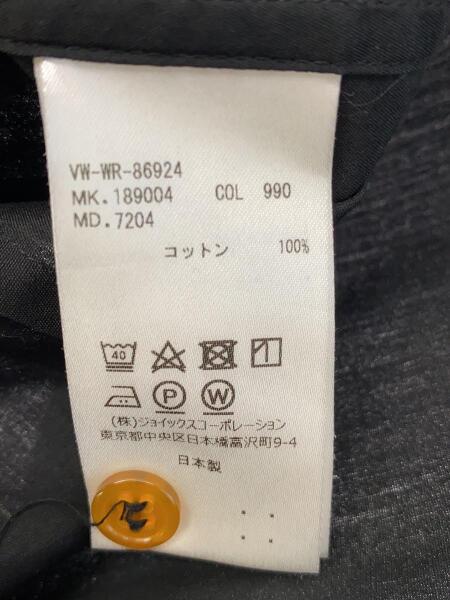 VW-WR-86924
MK.189004 COL 990
MD.7204
コットン 100%
40
P W
(株)ジョイックスコーポレーション
東京都中央区日本橋富沢町9-4
日本製